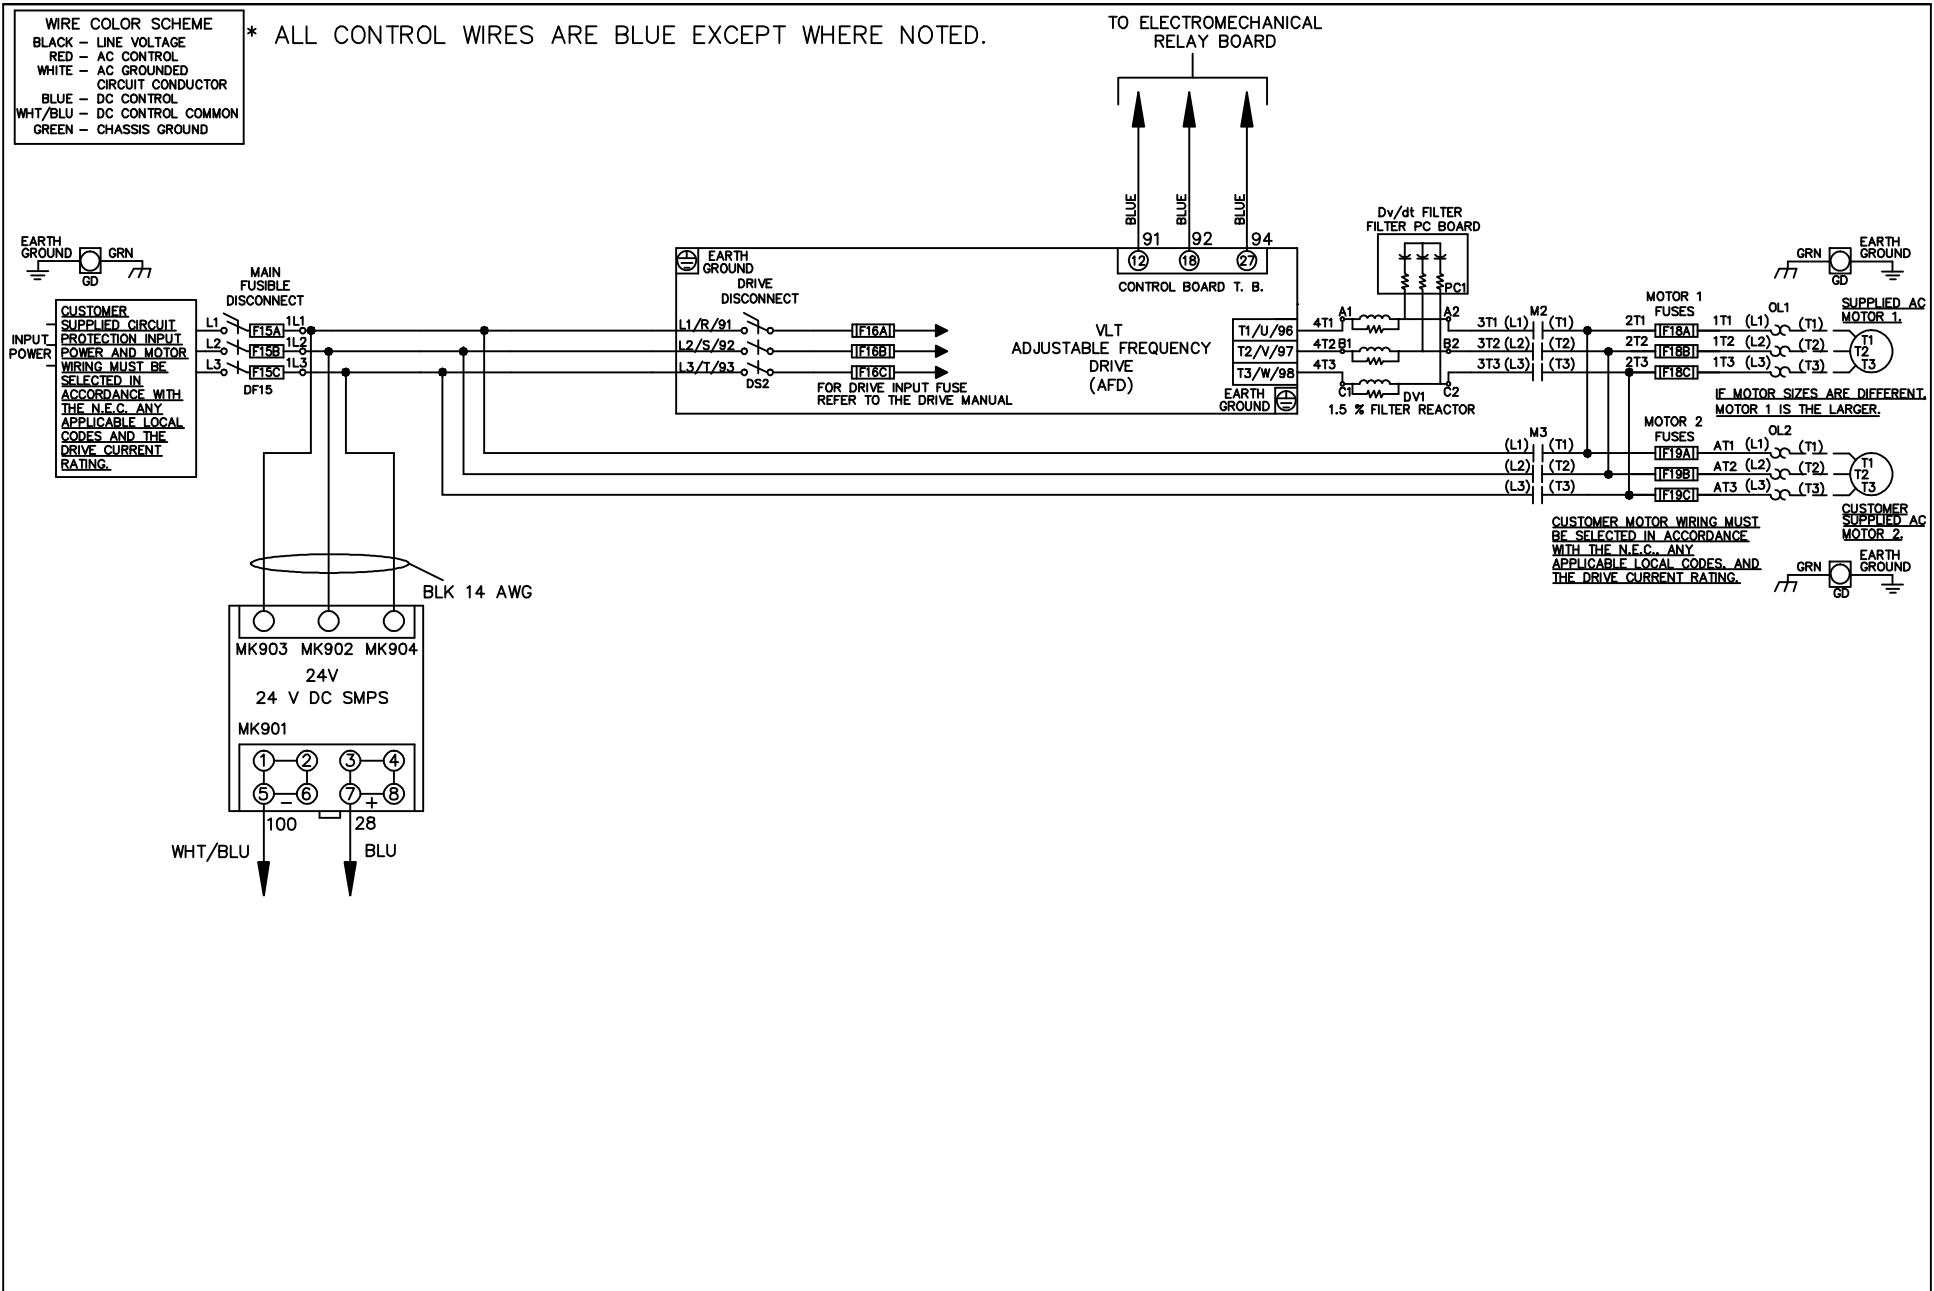 WIRE COLOR SCHEME
BLACK – LINE VOLTAGE
RED – AC CONTROL
WHITE – AC GROUNDED
CIRCUIT CONDUCTOR
BLUE – DC CONTROL
WHT/BLU – DC CONTROL COMMON
GREEN – CHASSIS GROUND
* ALL CONTROL WIRES ARE BLUE EXCEPT WHERE NOTED.
TO ELECTROMECHANICAL
RELAY BOARD
BLUE
BLUE
BLUE
91 92 94
12 18 27
CONTROL BOARD T. B.
EARTH
GROUND
GRN
GD
INPUT
POWER
CUSTOMER
SUPPLIED CIRCUIT
PROTECTION INPUT
POWER AND MOTOR
WIRING MUST BE
SELECTED IN
ACCORDANCE WITH
THE N.E.C. ANY
APPLICABLE LOCAL
CODES AND THE
DRIVE CURRENT
RATING.
MAIN
FUSIBLE
DISCONNECT
L1 F15A 1L1
L2 F15B 1L2
L3 F15C 1L3
DF15
EARTH
GROUND
DRIVE
DISCONNECT
L1/R/91
L2/S/92
L3/T/93
DS2
F16A
F16B
F16C
FOR DRIVE INPUT FUSE
REFER TO THE DRIVE MANUAL
VLT
ADJUSTABLE FREQUENCY
DRIVE
(AFD)
T1/U/96
T2/V/97
T3/W/98
EARTH
GROUND
Dv/dt FILTER
FILTER PC BOARD
PC1
4T1 A1 A2
4T2 B1 B2
4T3 C1 C2
DV1
1.5 % FILTER REACTOR
M2
3T1 (L1) (T1)
3T2 (L2) (T2)
3T3 (L3) (T3)
MOTOR 1
FUSES
2T1 F18A 1T1 (L1) (T1)
2T2 F18B 1T2 (L2) (T2)
2T3 F18C 1T3 (L3) (T3)
OL1
GRN
GD
EARTH
GROUND
SUPPLIED AC
MOTOR 1.
T1
T2
T3
IF MOTOR SIZES ARE DIFFERENT,
MOTOR 1 IS THE LARGER.
M3
(L1) (T1)
(L2) (T2)
(L3) (T3)
MOTOR 2
FUSES
F19A AT1 (L1) (T1)
F19B AT2 (L2) (T2)
F19C AT3 (L3) (T3)
OL2
T1
T2
T3
CUSTOMER
SUPPLIED AC
MOTOR 2.
CUSTOMER MOTOR WIRING MUST
BE SELECTED IN ACCORDANCE
WITH THE N.E.C., ANY
APPLICABLE LOCAL CODES, AND
THE DRIVE CURRENT RATING.
GRN
GD
EARTH
GROUND
BLK 14 AWG
MK903 MK902 MK904
24V
24 V DC SMPS
MK901
1 2 3 4
5 – 6 7 + 8
100 28
WHT/BLU BLU